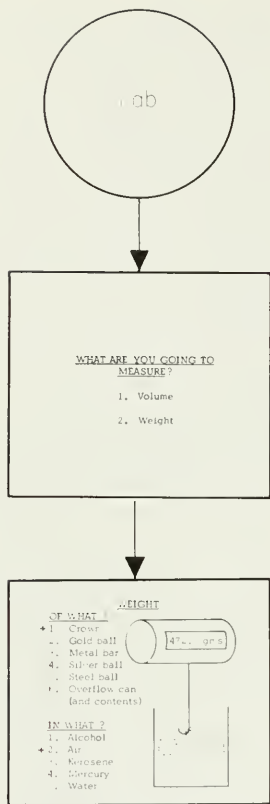 ab
WHAT ARE YOU GOING TO
MEASURE?
1. Volume
2. Weight
WEIGHT
OF WHAT
+ 1 Crown
. Gold ball
. Metal bar
4. Silver ball
. Steel ball
. Overflow can
(and contents)
IN WHAT ?
1. Alcohol
+ 2. Air
. Kerosene
4. Mercury
. Water